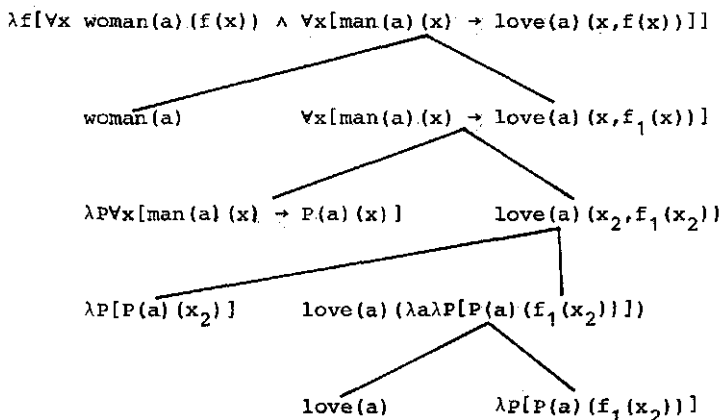 λf[∀x woman(a)(f(x)) ∧ ∀x[man(a)(x) → love(a)(x,f(x))]]
woman(a) ∀x[man(a)(x) → love(a)(x,f₁(x))]
λP∀x[man(a)(x) → P(a)(x)] love(a)(x₂,f₁(x₂))
λP[P(a)(x₂)] love(a)(λaλP[P(a)(f₁(x₂))])
love(a) λP[P(a)(f₁(x₂))]